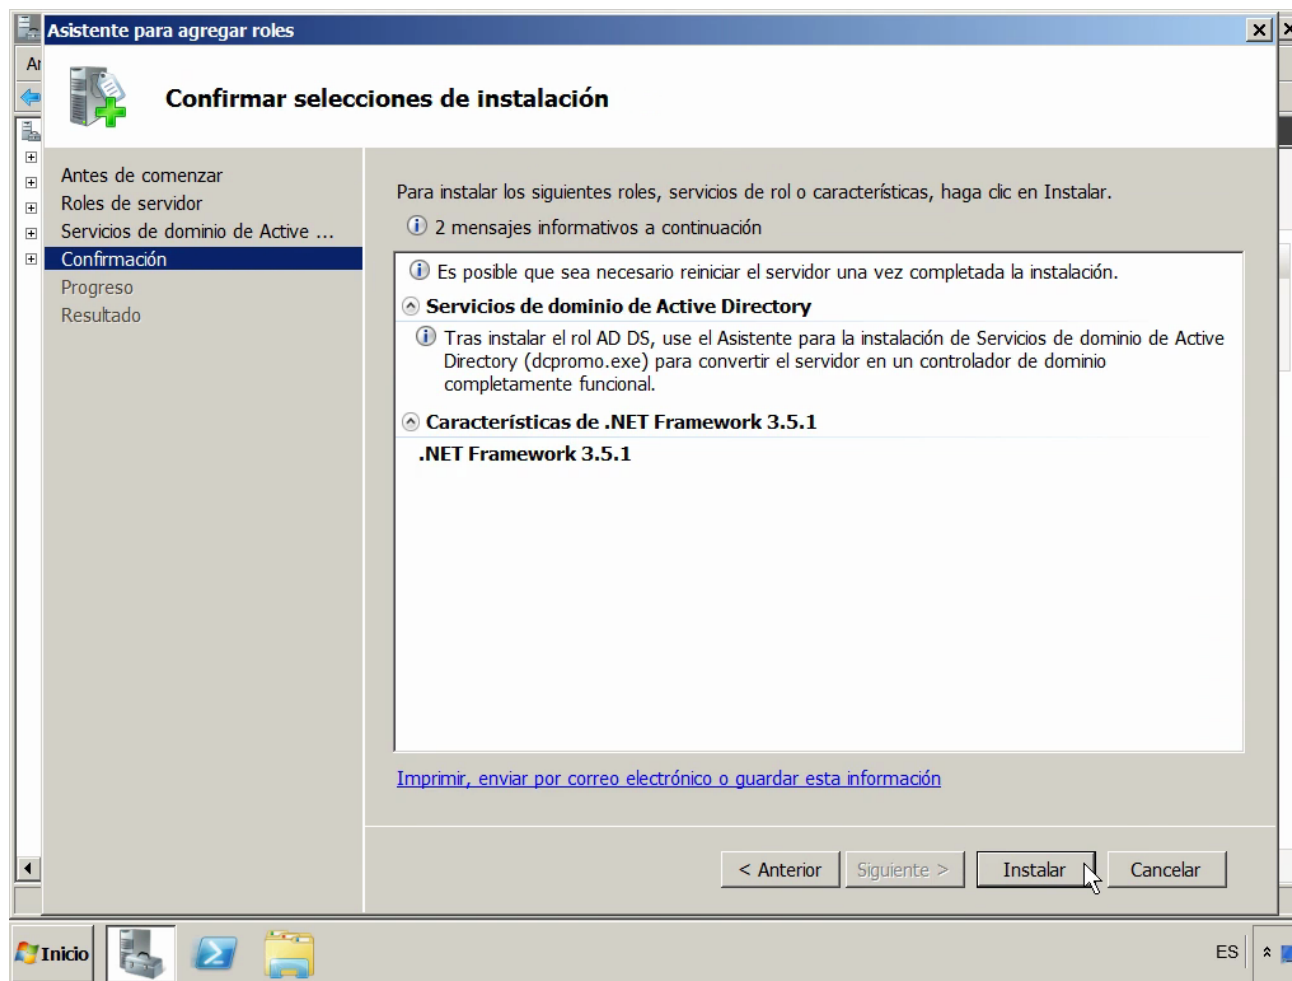 Asistente para agregar roles
Confirmar selecciones de instalación
Antes de comenzar
Roles de servidor
Servicios de dominio de Active ...
Confirmación
Progreso
Resultado
Para instalar los siguientes roles, servicios de rol o características, haga clic en Instalar.
2 mensajes informativos a continuación
Es posible que sea necesario reiniciar el servidor una vez completada la instalación.
Servicios de dominio de Active Directory
Tras instalar el rol AD DS, use el Asistente para la instalación de Servicios de dominio de Active
Directory (dcpromo.exe) para convertir el servidor en un controlador de dominio
completamente funcional.
Características de .NET Framework 3.5.1
.NET Framework 3.5.1
Imprimir, enviar por correo electrónico o guardar esta información
< Anterior
Siguiente >
Instalar
Cancelar
Inicio
ES